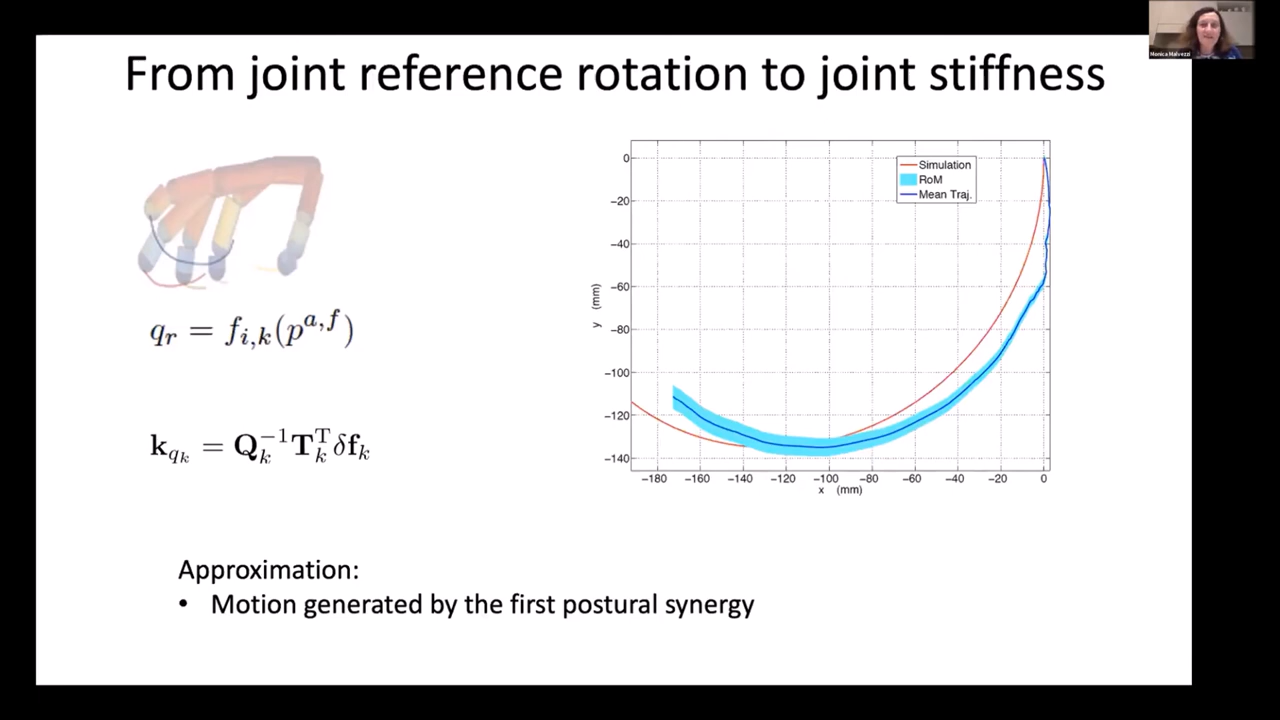 Monica Malvezzi
From joint reference rotation to joint stiffness
q_r = f_{i,k}(p^{a,f})
k_{q_k} = Q_k^{-1} T_k^T δf_k
Simulation
RoM
Mean Traj.
0
−20
−40
−60
−80
−100
−120
−140
y (mm)
−180 −160 −140 −120 −100 −80 −60 −40 −20 0
x (mm)
Approximation:
• Motion generated by the first postural synergy